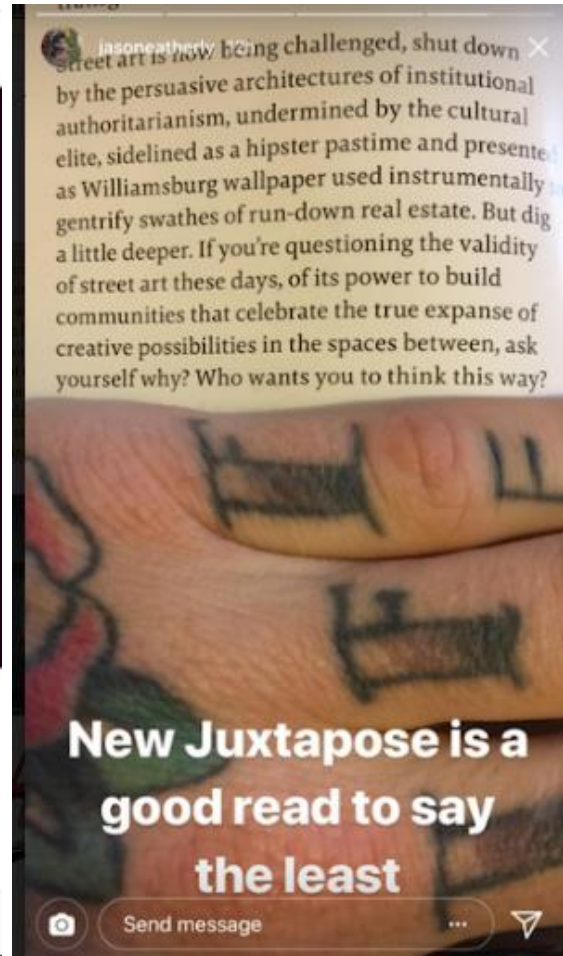 jasoneatherly
street art is now being challenged, shut down
by the persuasive architectures of institutional
authoritarianism, undermined by the cultural
elite, sidelined as a hipster pastime and presented
as Williamsburg wallpaper used instrumentally to
gentrify swathes of run-down real estate. But dig
a little deeper. If you're questioning the validity
of street art these days, of its power to build
communities that celebrate the true expanse of
creative possibilities in the spaces between, ask
yourself why? Who wants you to think this way?
F
F
New Juxtapose is a
good read to say
the least
Send message